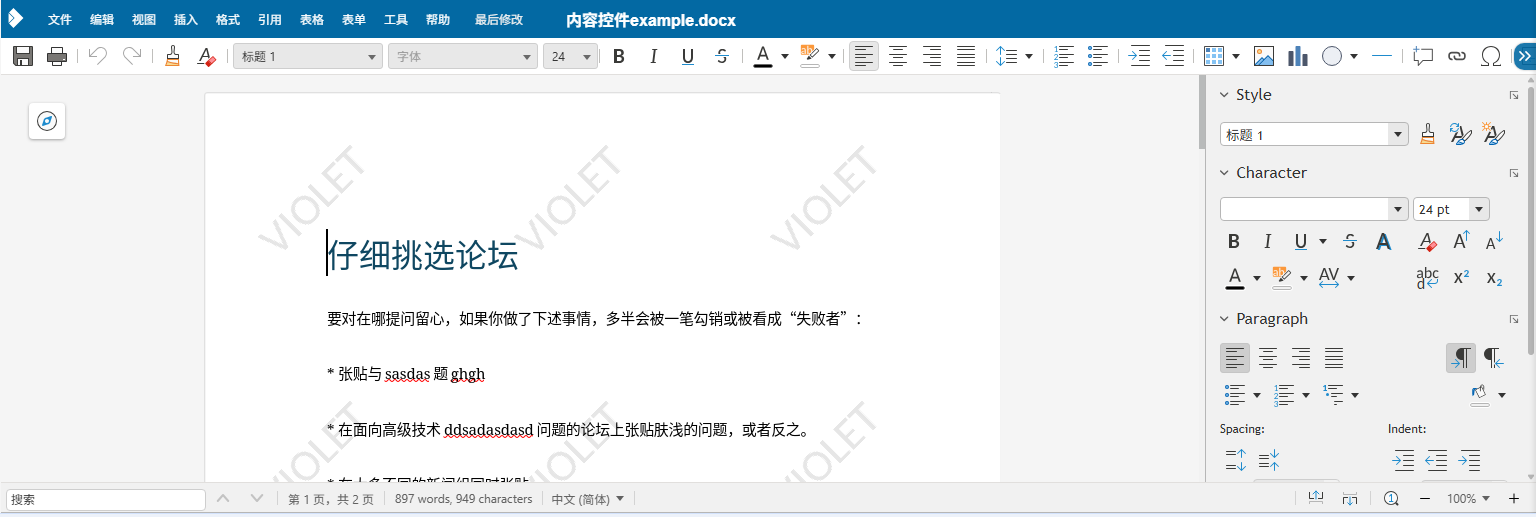 文件 编辑 视图 插入 格式 引用 表格 表单 工具 帮助 最后修改 内容控件example.docx
标题 1 字体 24
Style
标题 1
Character
24 pt
Paragraph
Spacing: Indent:
VIOLET VIOLET VIOLET
仔细挑选论坛
要对在哪提问留心，如果你做了下述事情，多半会被一笔勾销或被看成“失败者”：
* 张贴与 sasdas 题 ghgh
* 在面向高级技术 ddsadasdasd 问题的论坛上张贴肤浅的问题，或者反之。
VIOLET VIOLET VIOLET
搜索 第 1 页，共 2 页 897 words, 949 characters 中文 (简体) 100%